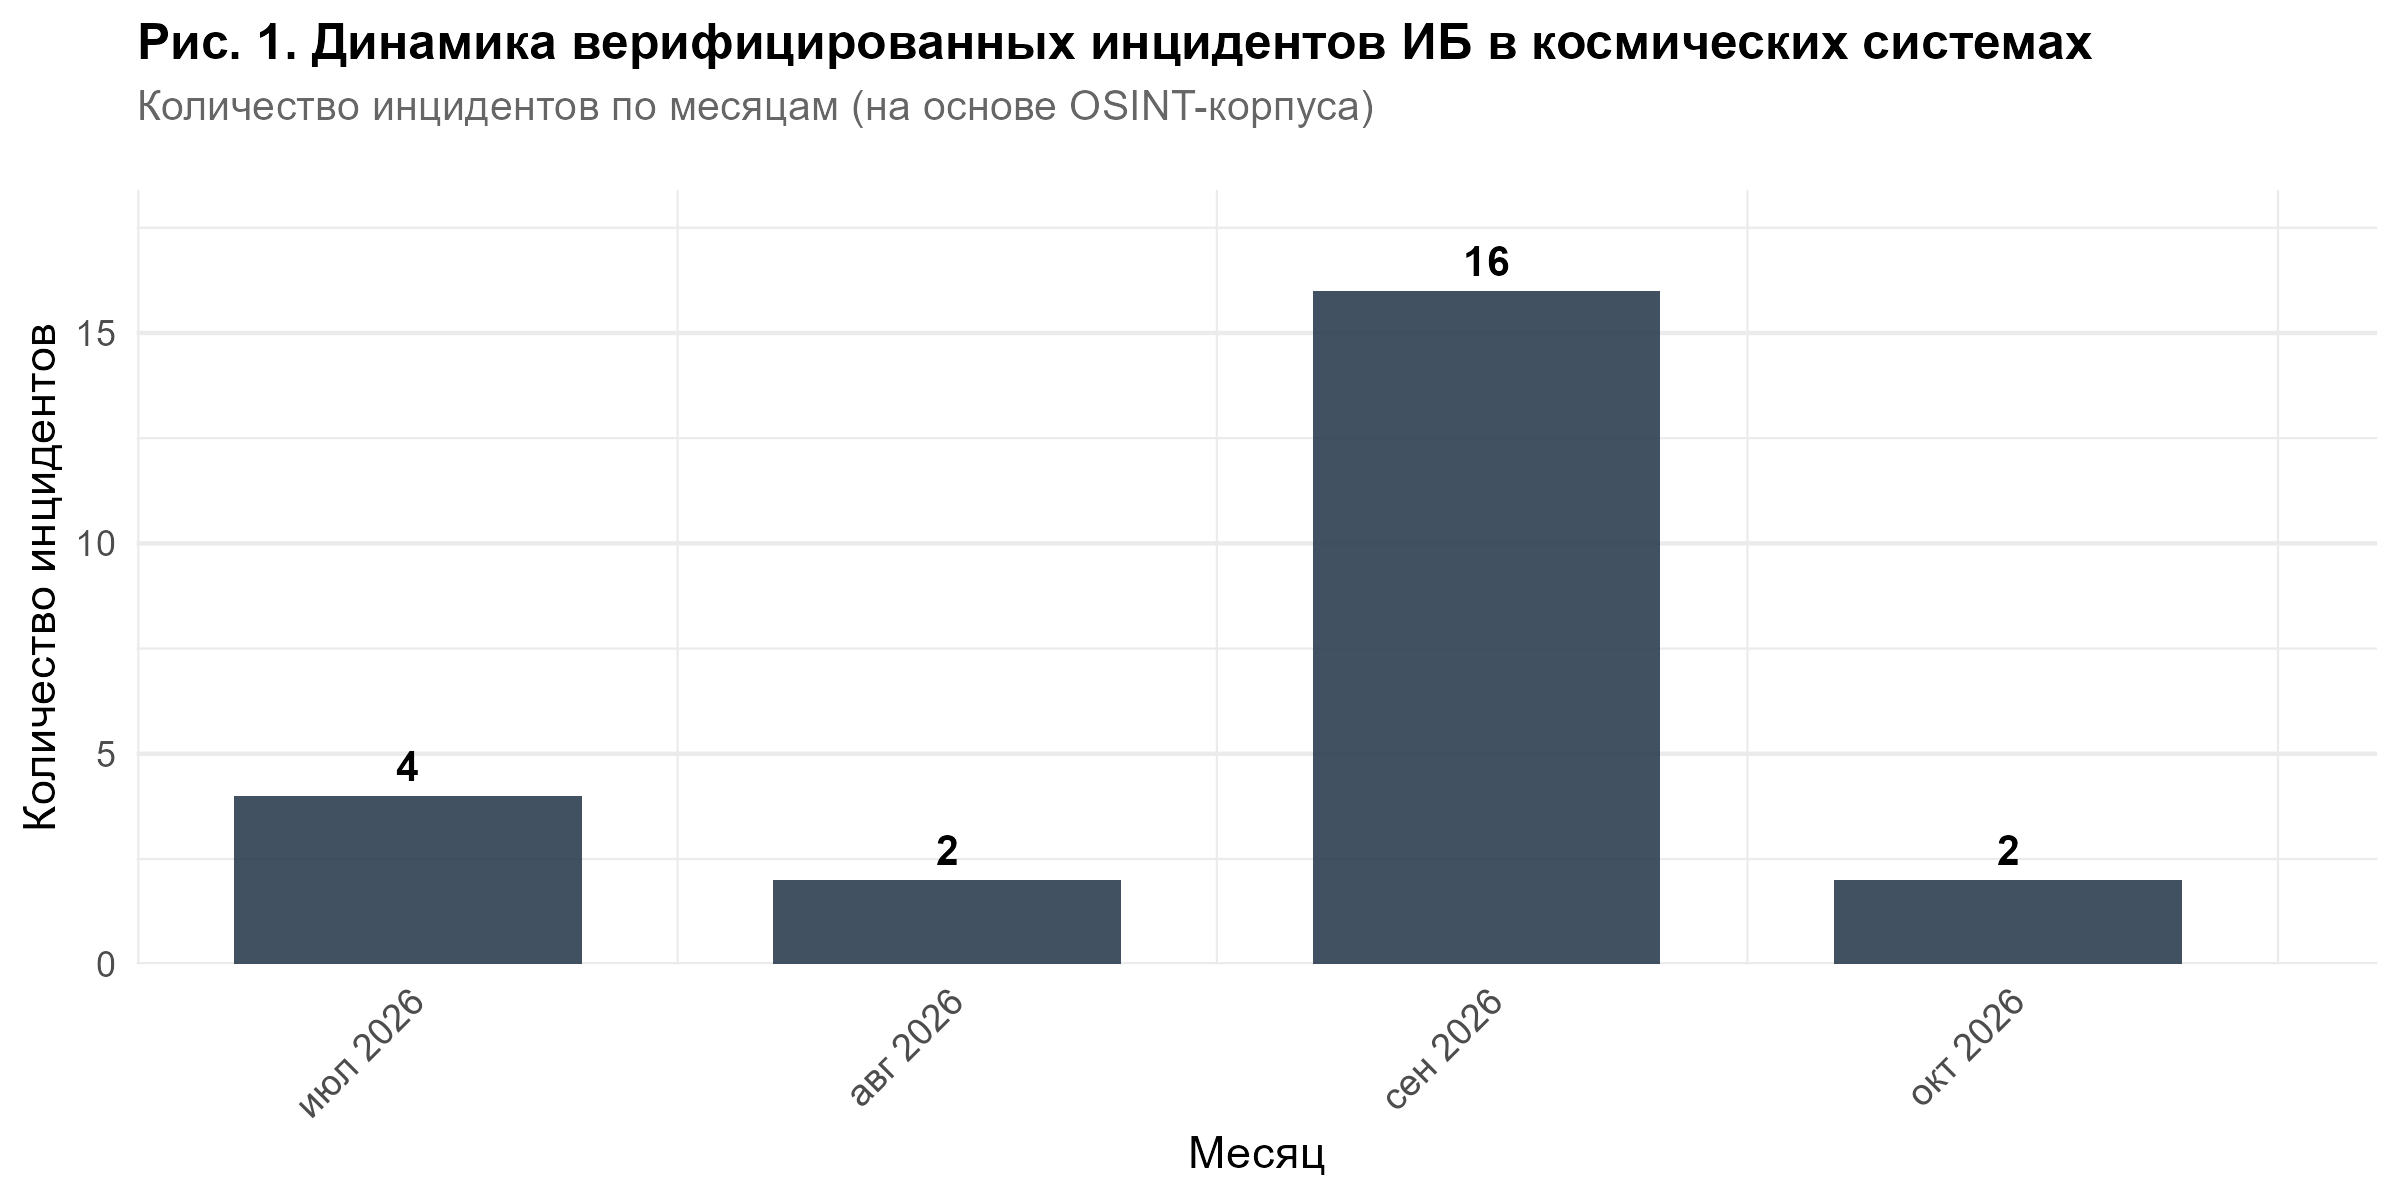 Рис. 1. Динамика верифицированных инцидентов ИБ в космических системах
Количество инцидентов по месяцам (на основе OSINT-корпуса)
Количество инцидентов
15
10
5
0
4
2
16
2
июл 2026
авг 2026
сен 2026
окт 2026
Месяц